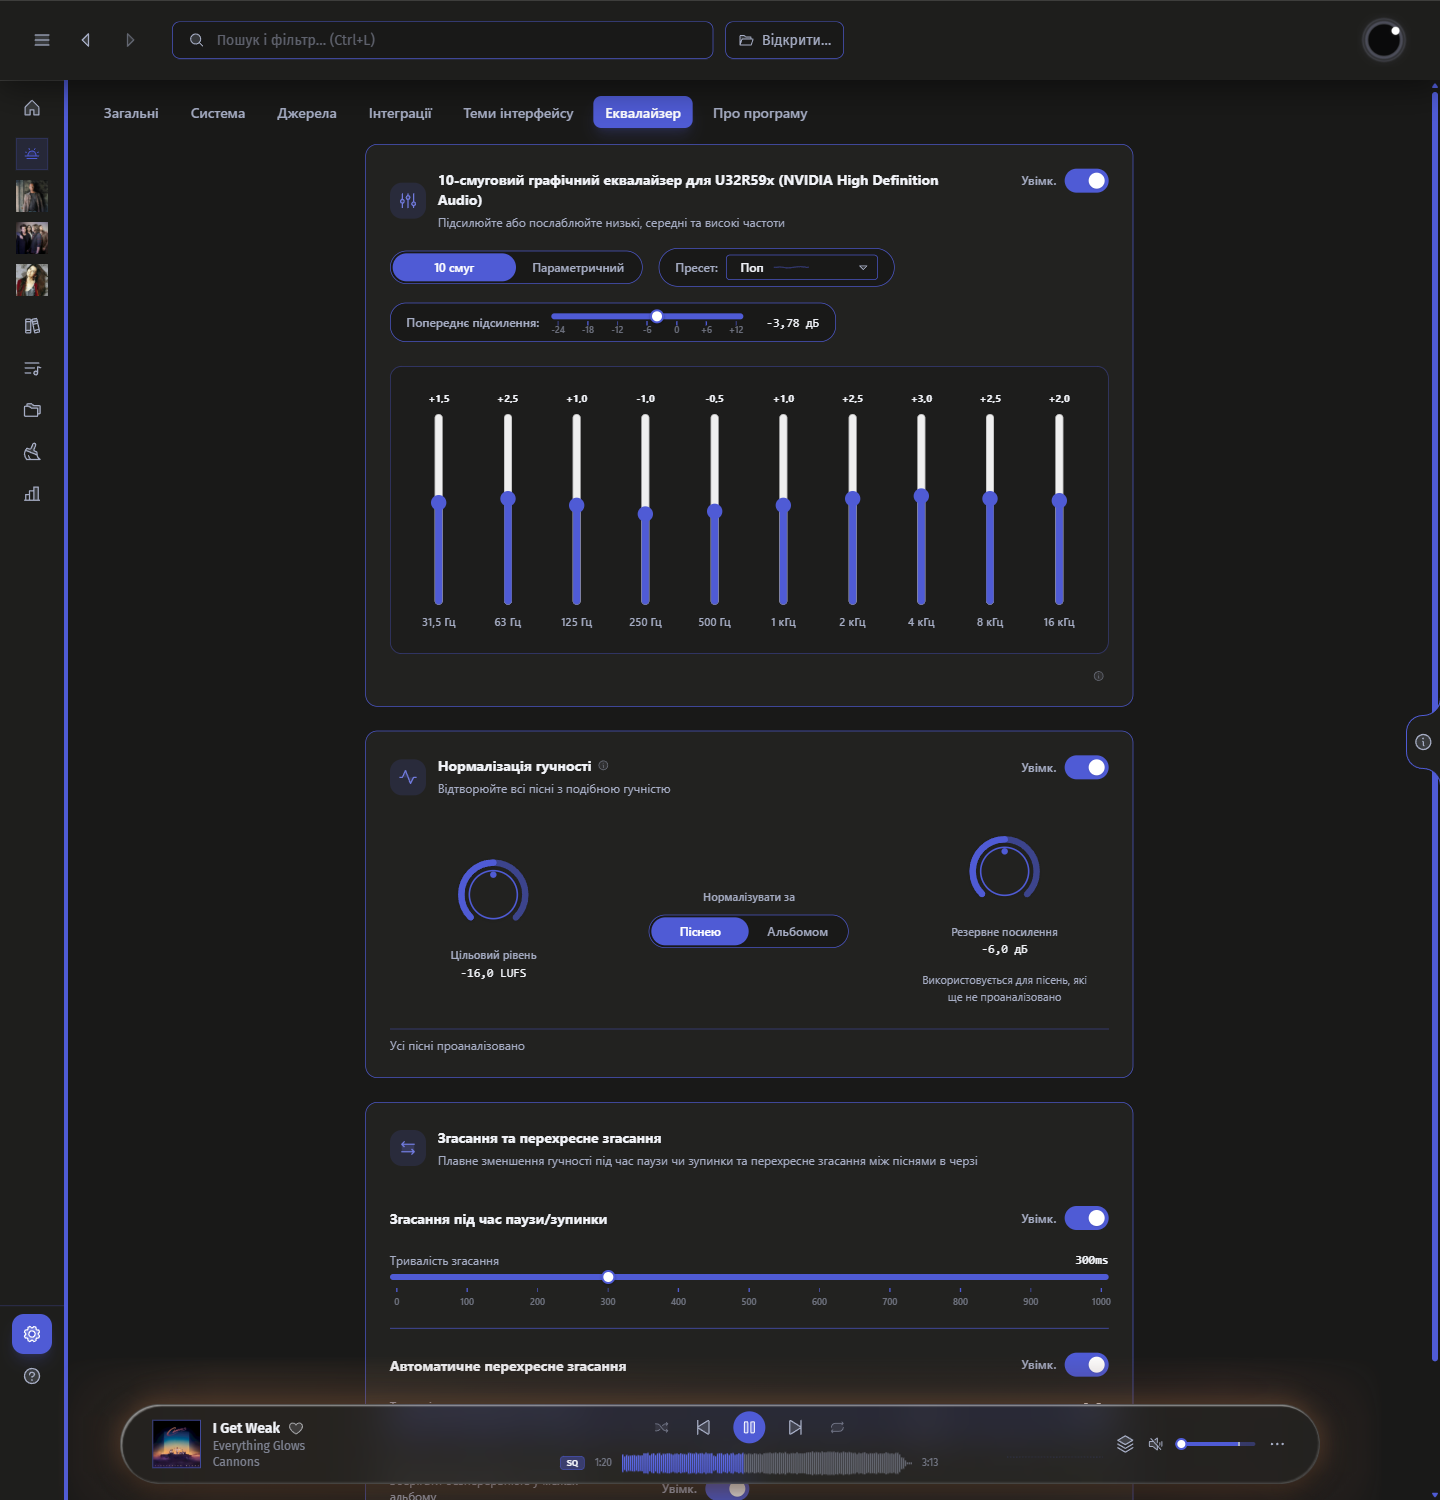 Пошук і фільтр... (Ctrl+L)
Відкрити...
Загальні
Система
Джерела
Інтеграції
Теми інтерфейсу
Еквалайзер
Про програму
10-смуговий графічний еквалайзер для U32R59x (NVIDIA High Definition
Audio)
Підсилюйте або послаблюйте низькі, середні та високі частоти
Увімк.
10 смуг
Параметричний
Пресет:
Поп
Попереднє підсилення:
-24 -18 -12 -6 0 +6 +12
-3,78 дБ
+1,5 +2,5 +1,0 -1,0 -0,5 +1,0 +2,5 +3,0 +2,5 +2,0
31,5 Гц 63 Гц 125 Гц 250 Гц 500 Гц 1 кГц 2 кГц 4 кГц 8 кГц 16 кГц
Нормалізація гучності
Відтворюйте всі пісні з подібною гучністю
Увімк.
Цільовий рівень
-16,0 LUFS
Нормалізувати за
Піснею
Альбомом
Резервне посилення
-6,0 дБ
Використовується для пісень, які
ще не проаналізовано
Усі пісні проаналізовано
Згасання та перехресне згасання
Плавне зменшення гучності під час паузи чи зупинки та перехресне згасання між піснями в черзі
Згасання під час паузи/зупинки
Увімк.
Тривалість згасання
300ms
0 100 200 300 400 500 600 700 800 900 1000
Автоматичне перехресне згасання
Увімк.
I Get Weak
Everything Glows
Cannons
SQ
1:20
3:13
альбому
Увімк.